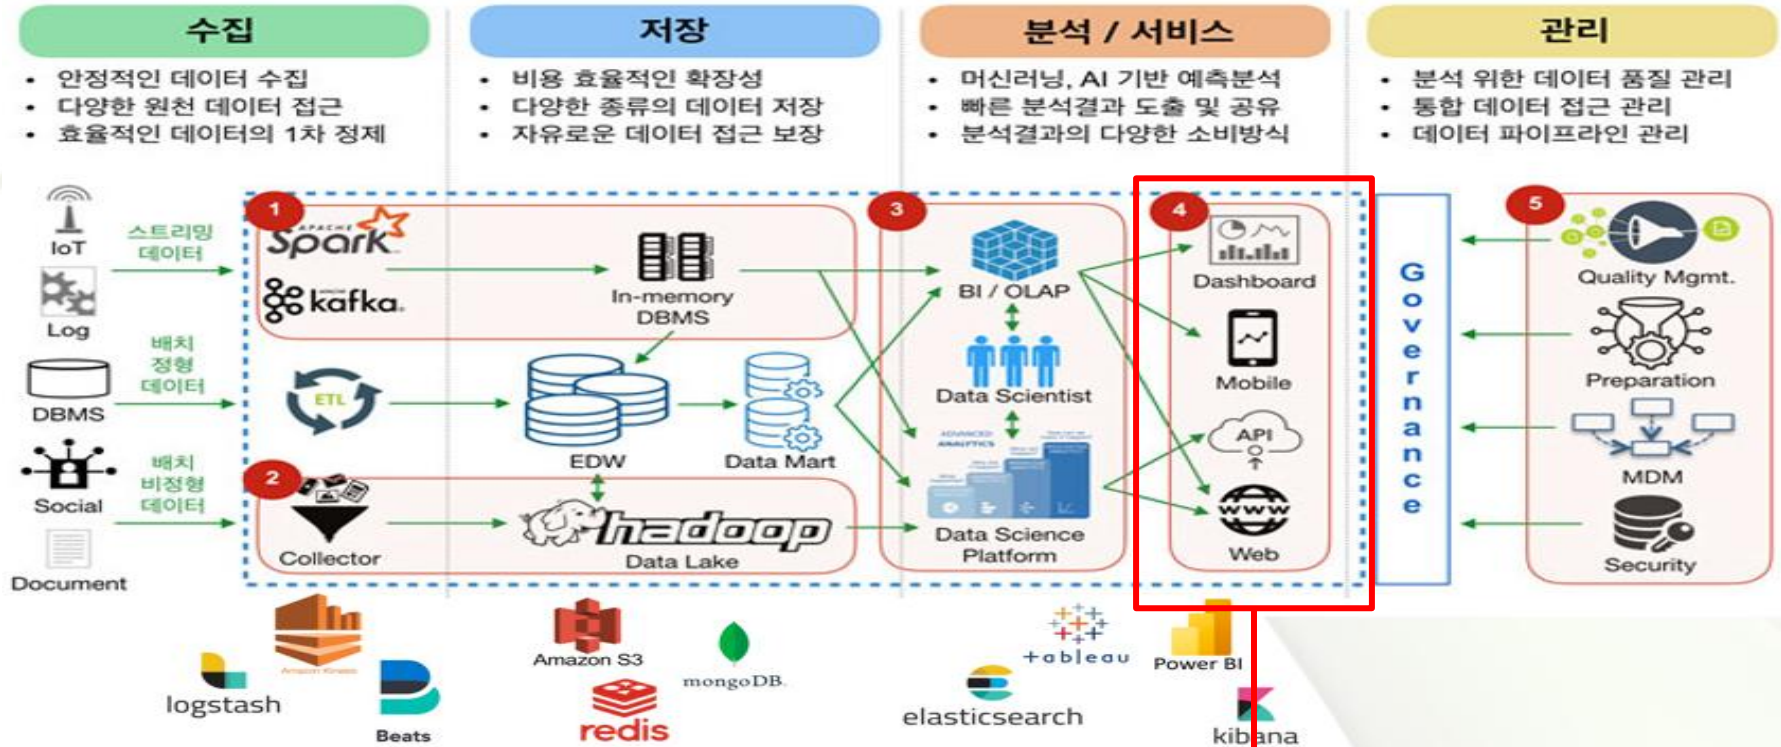 수집
• 안정적인 데이터 수집
• 다양한 원천 데이터 접근
• 효율적인 데이터의 1차 정제
저장
• 비용 효율적인 확장성
• 다양한 종류의 데이터 저장
• 자유로운 데이터 접근 보장
분석 / 서비스
• 머신러닝, AI 기반 예측분석
• 빠른 분석결과 도출 및 공유
• 분석결과의 다양한 소비방식
관리
• 분석 위한 데이터 품질 관리
• 통합 데이터 접근 관리
• 데이터 파이프라인 관리
IoT
Log
DBMS
Social
Document
스트리밍
데이터
배치
정형
데이터
배치
비정형
데이터
1
APACHE
Spark
kafka.
In-memory
DBMS
ETL
EDW
Data Mart
2
Collector
hadoop
Data Lake
3
BI / OLAP
Data Scientist
ADVANCED
ANALYTICS
Data Science
Platform
4
Dashboard
Mobile
API
WWW
Web
Governance
5
Quality Mgmt.
Preparation
MDM
Security
Amazon Kinesis
logstash
Beats
Amazon S3
redis
mongoDB.
+ableau
Power BI
elasticsearch
kibana